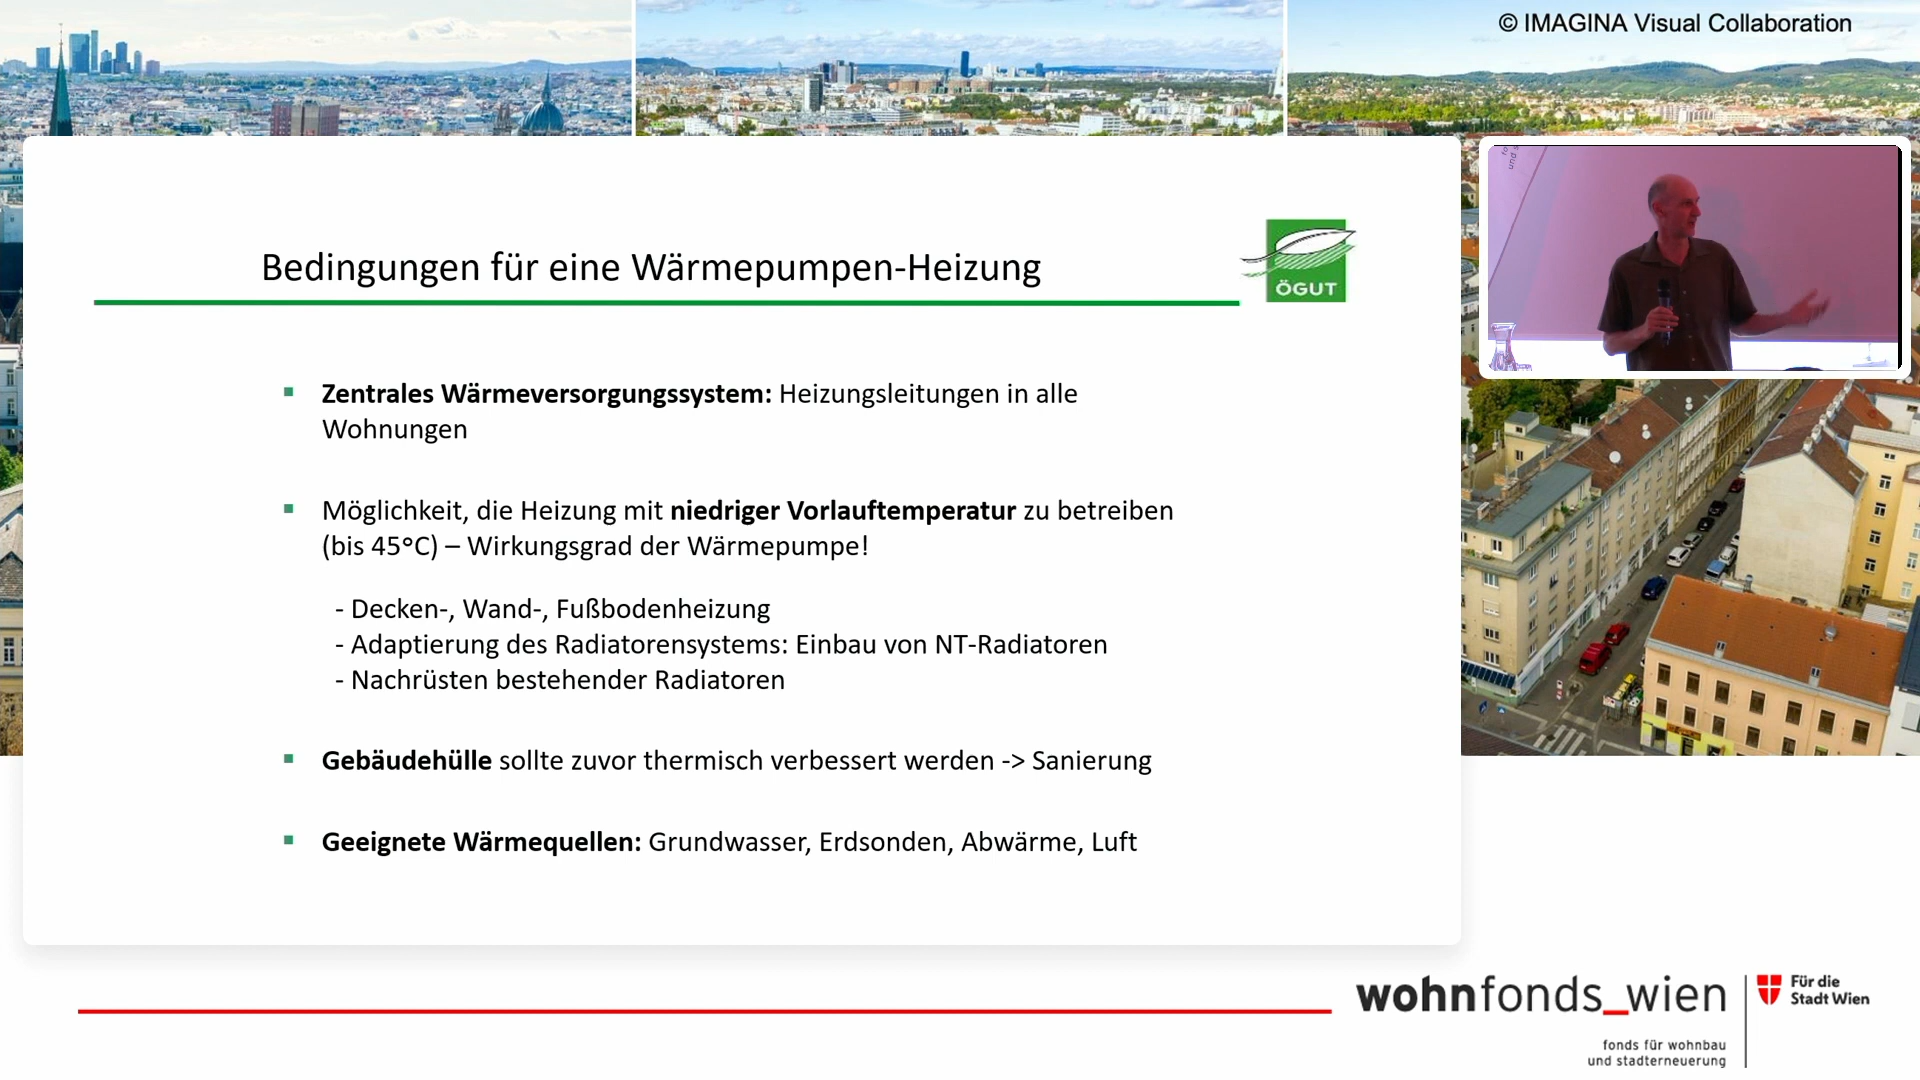 © IMAGINA Visual Collaboration
Bedingungen für eine Wärmepumpen-Heizung
ÖGUT
▪ Zentrales Wärmeversorgungssystem: Heizungsleitungen in alle
Wohnungen
▪ Möglichkeit, die Heizung mit niedriger Vorlauftemperatur zu betreiben
(bis 45°C) – Wirkungsgrad der Wärmepumpe!
- Decken-, Wand-, Fußbodenheizung
- Adaptierung des Radiatorensystems: Einbau von NT-Radiatoren
- Nachrüsten bestehender Radiatoren
▪ Gebäudehülle sollte zuvor thermisch verbessert werden -> Sanierung
▪ Geeignete Wärmequellen: Grundwasser, Erdsonden, Abwärme, Luft
wohnfonds_wien
fonds für wohnbau
und stadterneuerung
Für die
Stadt Wien